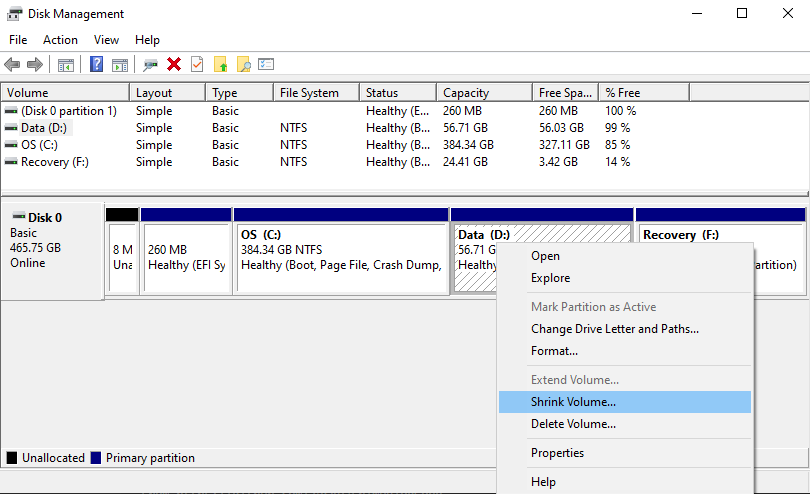 Disk Management
File Action View Help
Volume Layout Type File System Status Capacity Free Spa... % Free
(Disk 0 partition 1) Simple Basic Healthy (E... 260 MB 260 MB 100 %
Data (D:) Simple Basic NTFS Healthy (B... 56.71 GB 56.03 GB 99 %
OS (C:) Simple Basic NTFS Healthy (B... 384.34 GB 327.11 GB 85 %
Recovery (F:) Simple Basic NTFS Healthy (B... 24.41 GB 3.42 GB 14 %
Disk 0
Basic
465.75 GB
Online
8 M
Una
260 MB
Healthy (EFI Sy
OS (C:)
384.34 GB NTFS
Healthy (Boot, Page File, Crash Dump,
Data (D:)
56.71 G
Healthy
Recovery (F:)
artition)
Open
Explore
Mark Partition as Active
Change Drive Letter and Paths...
Format...
Extend Volume...
Shrink Volume...
Delete Volume...
Properties
Help
Unallocated Primary partition